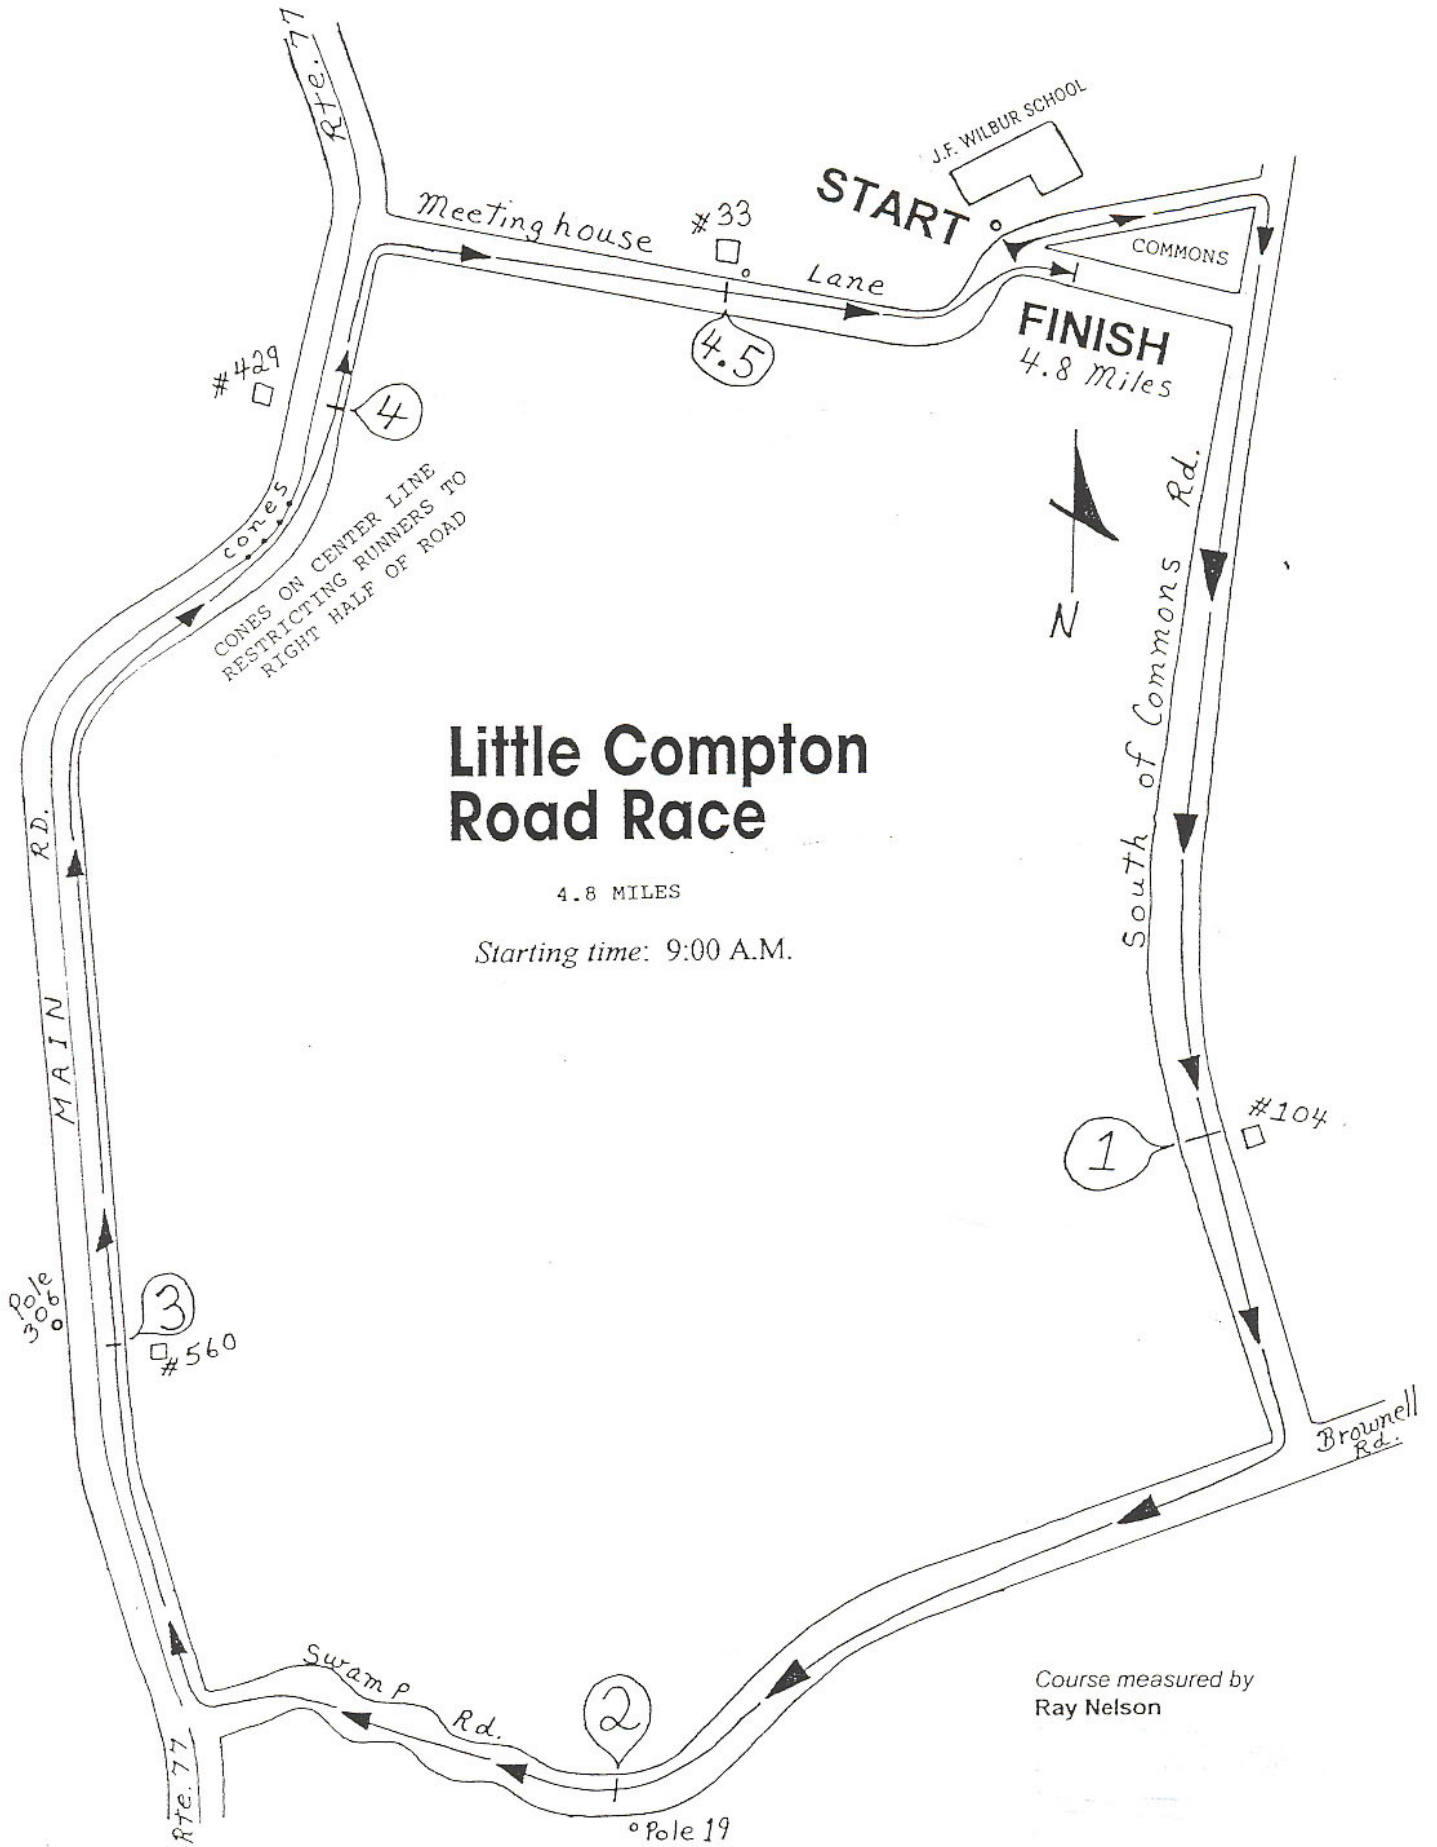 Rte. 77
J.F. WILBUR SCHOOL
START
Meeting house
#33
Lane
COMMONS
FINISH
4.8 Miles
4.5
#429
4
cones
CONES ON CENTER LINE
RESTRICTING RUNNERS TO
RIGHT HALF OF ROAD
N
South of Commons Rd.
Little Compton
Road Race
4.8 MILES
Starting time: 9:00 A.M.
MAIN RD.
1
#104
Pole
306
3
#560
Brownell
Rd.
Swamp
Rd.
2
Pole 19
Rte. 77
Course measured by
Ray Nelson